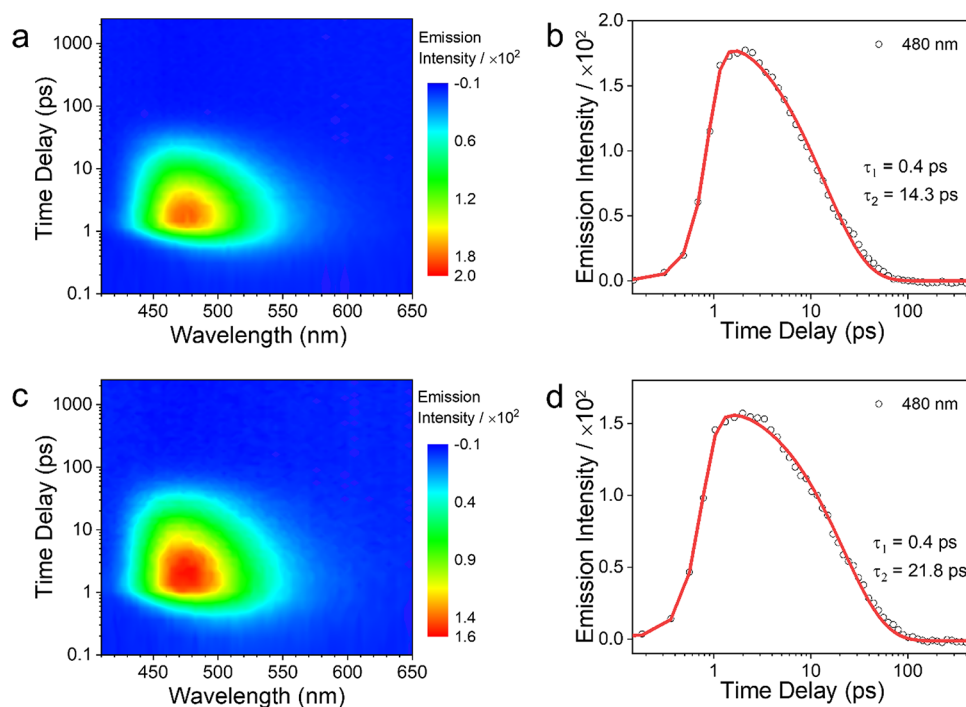 a
Emission
Intensity / ×10²
-0.1
0.6
1.2
1.8
2.0
1000
100
10
1
0.1
Time Delay (ps)
450 500 550 600 650
Wavelength (nm)
b
480 nm
τ₁ = 0.4 ps
τ₂ = 14.3 ps
2.0
1.5
1.0
0.5
0.0
Emission Intensity / ×10²
1 10 100
Time Delay (ps)
c
Emission
Intensity / ×10²
-0.1
0.4
0.9
1.4
1.6
1000
100
10
1
0.1
Time Delay (ps)
450 500 550 600 650
Wavelength (nm)
d
480 nm
τ₁ = 0.4 ps
τ₂ = 21.8 ps
1.5
1.0
0.5
0.0
Emission Intensity / ×10²
1 10 100
Time Delay (ps)